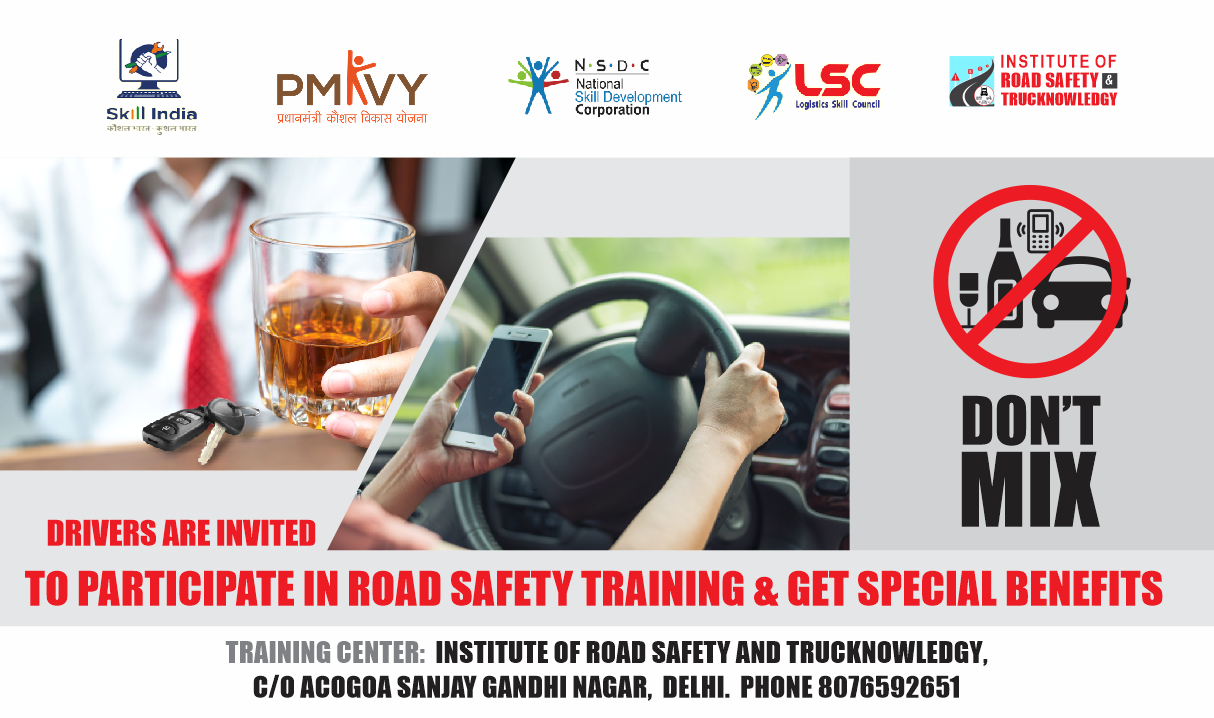 Skill India
कौशल भारत - कुशल भारत
PMKVY
प्रधानमंत्री कौशल विकास योजना
N·S·D·C
National
Skill Development
Corporation
LSC
Logistics Skill Council
INSTITUTE OF
ROAD SAFETY &
TRUCKNOWLEDGY
DON'T
MIX
DRIVERS ARE INVITED
TO PARTICIPATE IN ROAD SAFETY TRAINING & GET SPECIAL BENEFITS
TRAINING CENTER: INSTITUTE OF ROAD SAFETY AND TRUCKNOWLEDGY,
C/O ACOGOA SANJAY GANDHI NAGAR, DELHI. PHONE 8076592651